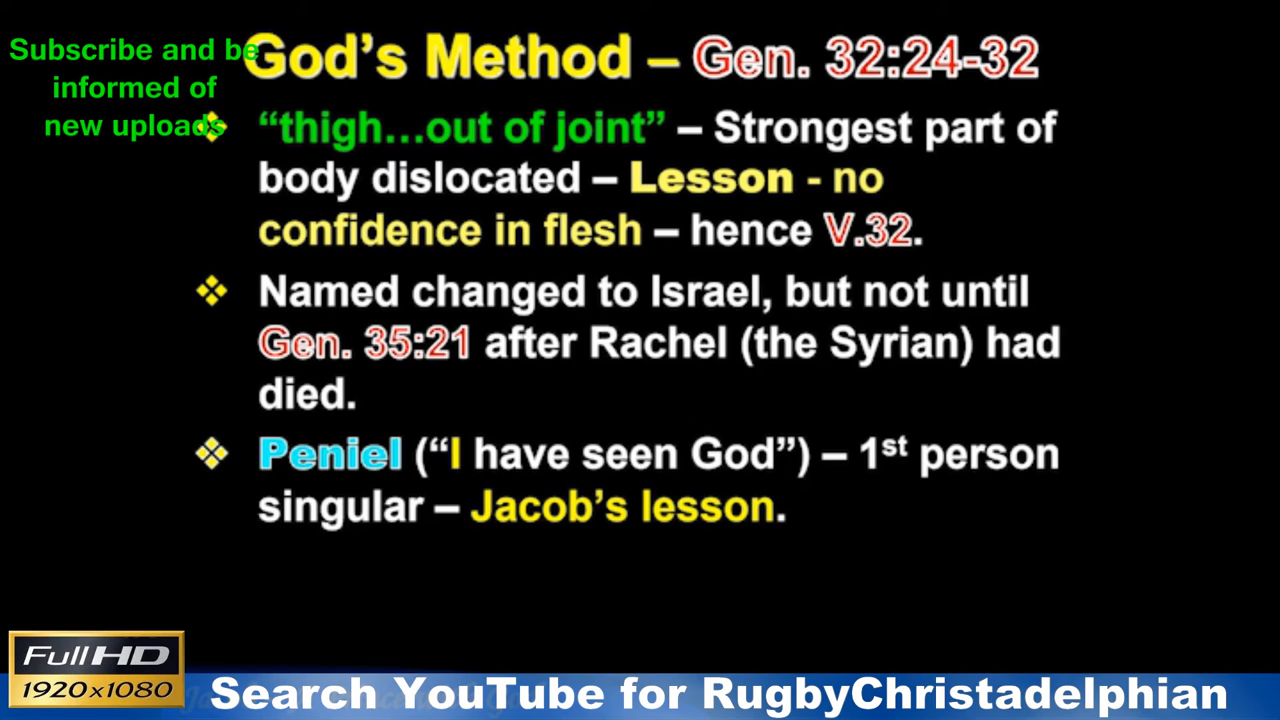 Subscribe and be
informed of
new uploads
God's Method – Gen. 32:24-32
“thigh...out of joint” – Strongest part of
body dislocated – Lesson - no
confidence in flesh – hence V.32.
Named changed to Israel, but not until
Gen. 35:21 after Rachel (the Syrian) had
died.
Peniel (“I have seen God”) – 1st person
singular – Jacob's lesson.
Full HD
1920x1080
Search YouTube for RugbyChristadelphian